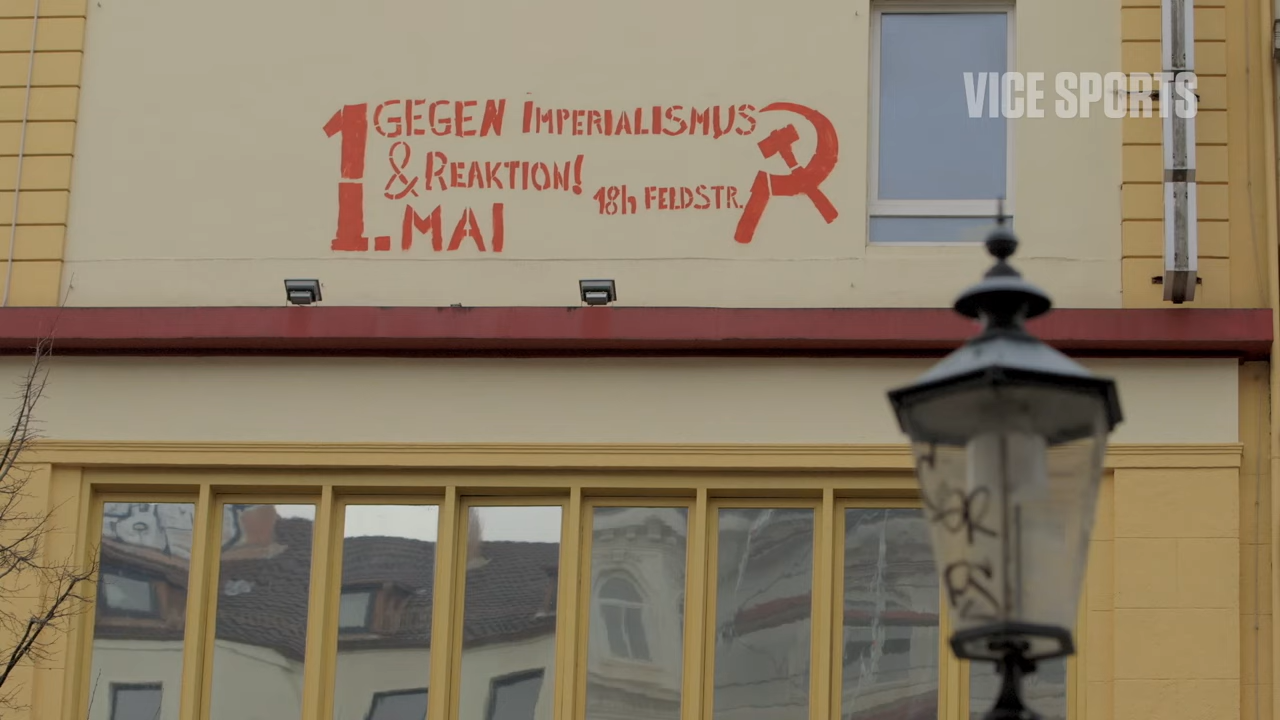 VICE SPORTS
1. GEGEN IMPERIALISMUS
& REAKTION!
18h FELDSTR.
MAI